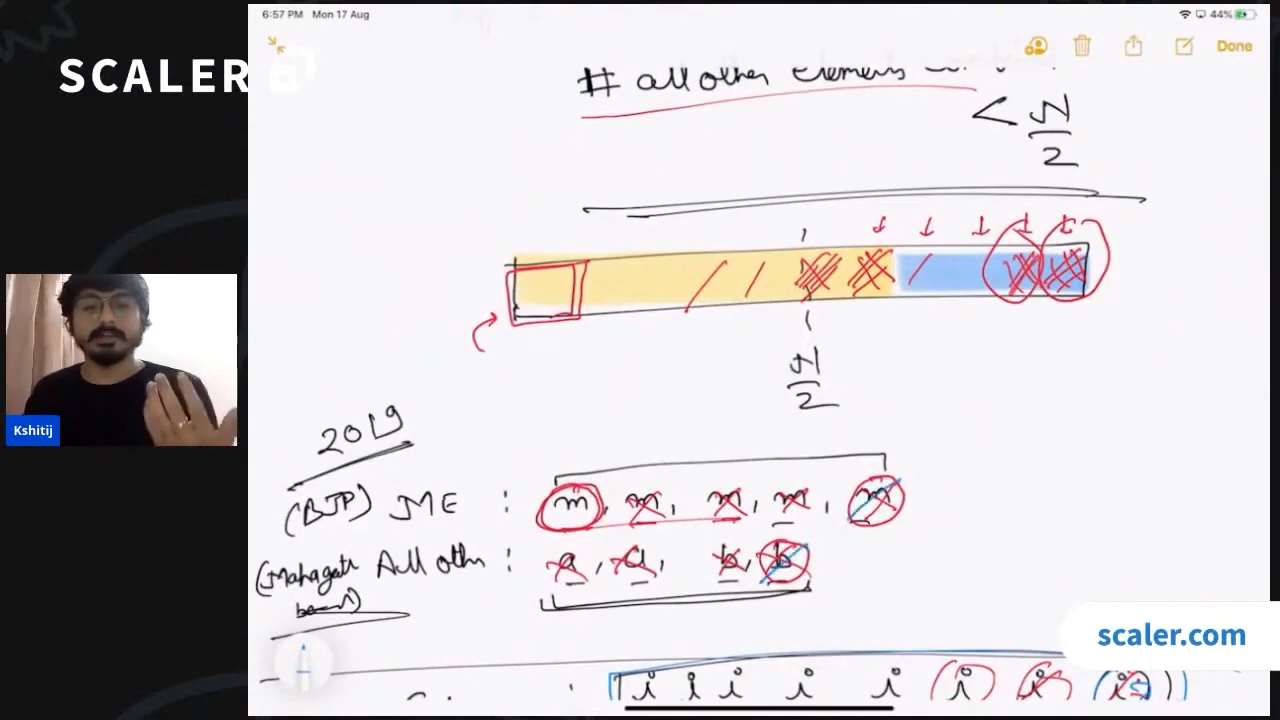 6:57 PM Mon 17 Aug
44%
SCALER
Done
# all other elements
< N/2
N/2
2019
(BJP) ME : m, m, m, m, m
(Mahagath All other : a, a, b, b
Kshitij
scaler.com
i i i i i (i) i (i)